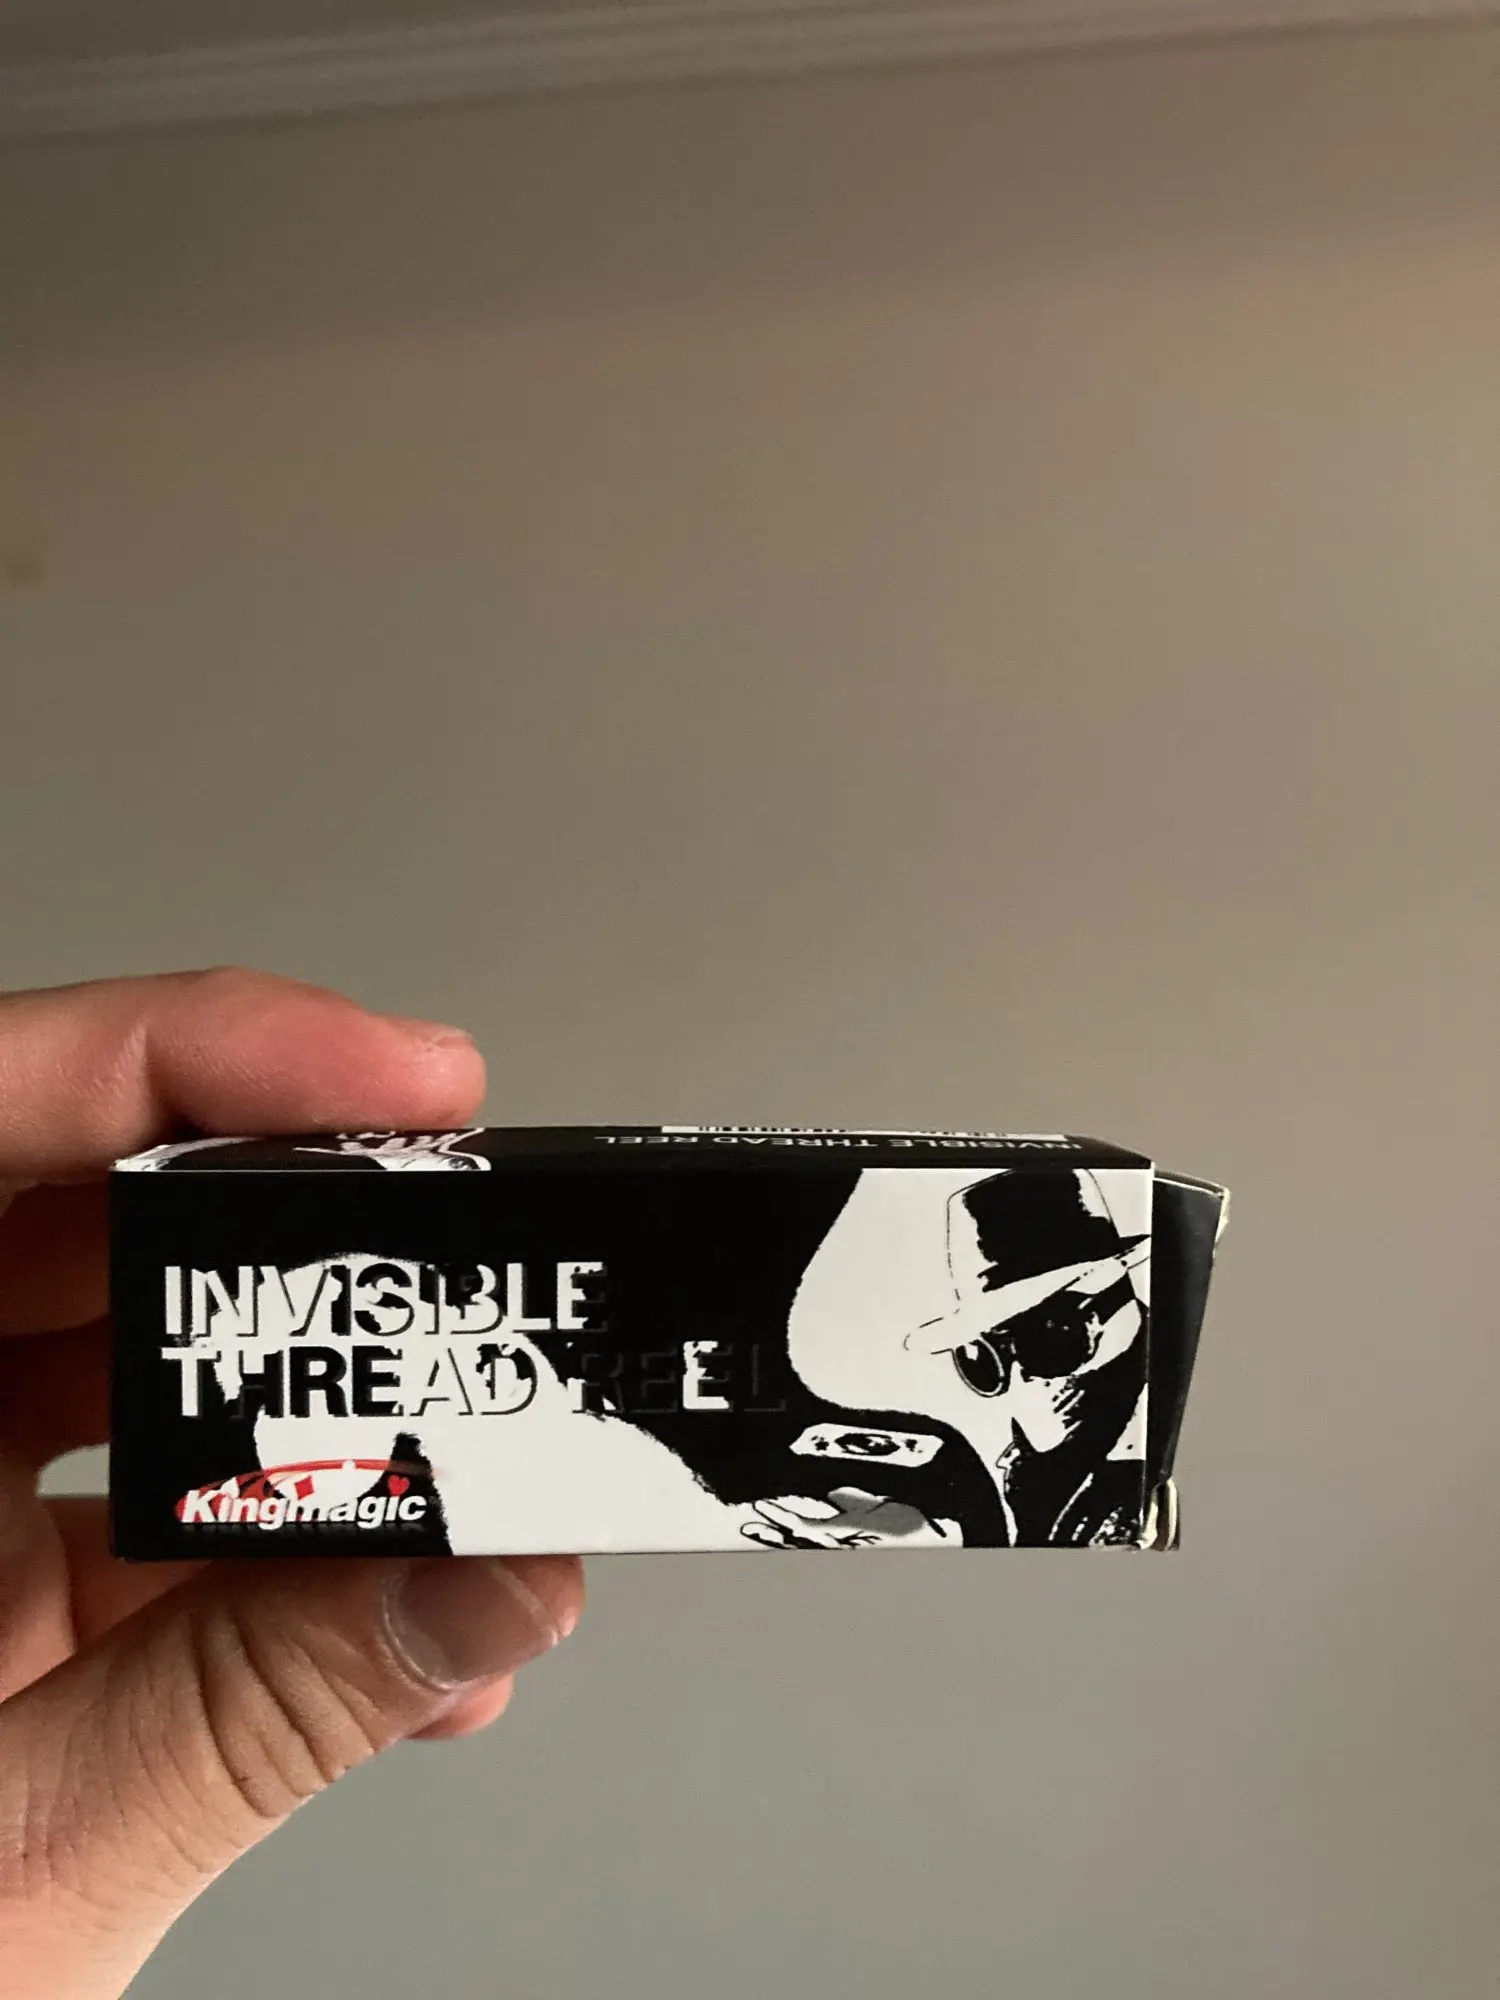 INVISIBLE THREAD REEL
INVISIBLE
THREAD REEL
Kingmagic